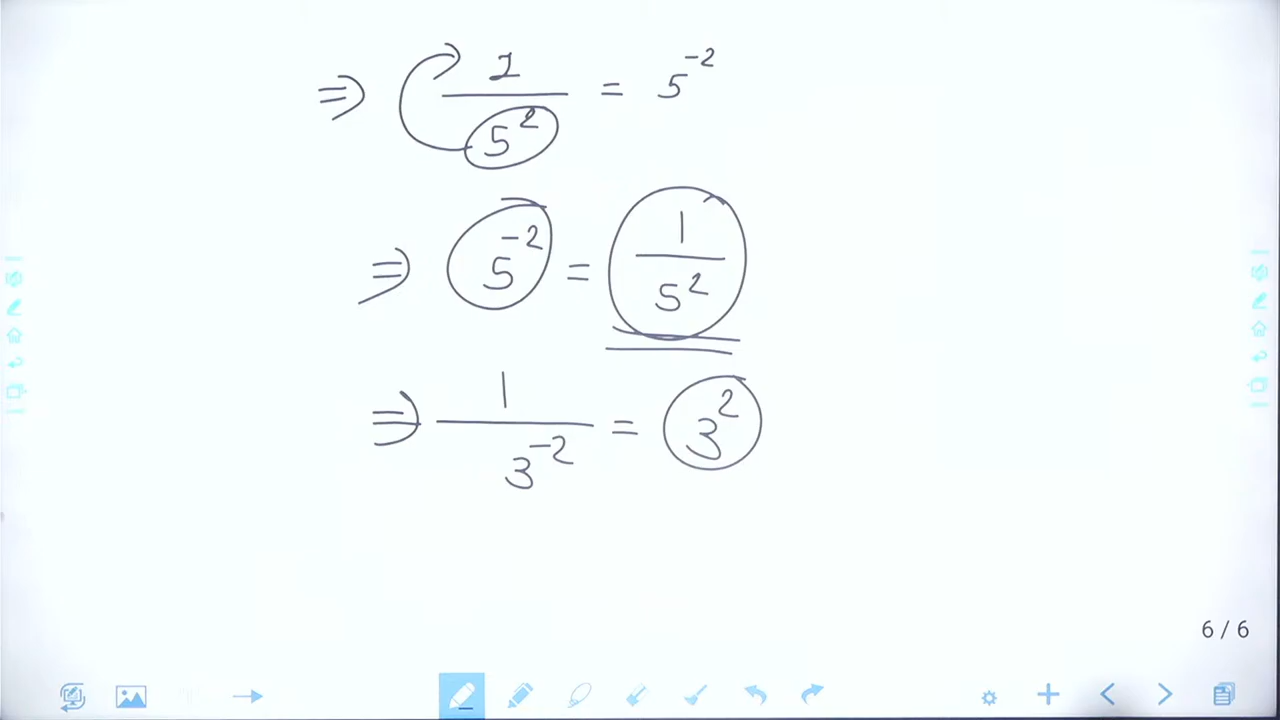 ⇒ 1/5² = 5⁻²
⇒ 5⁻² = 1/5²
⇒ 1/3⁻² = 3²
6 / 6